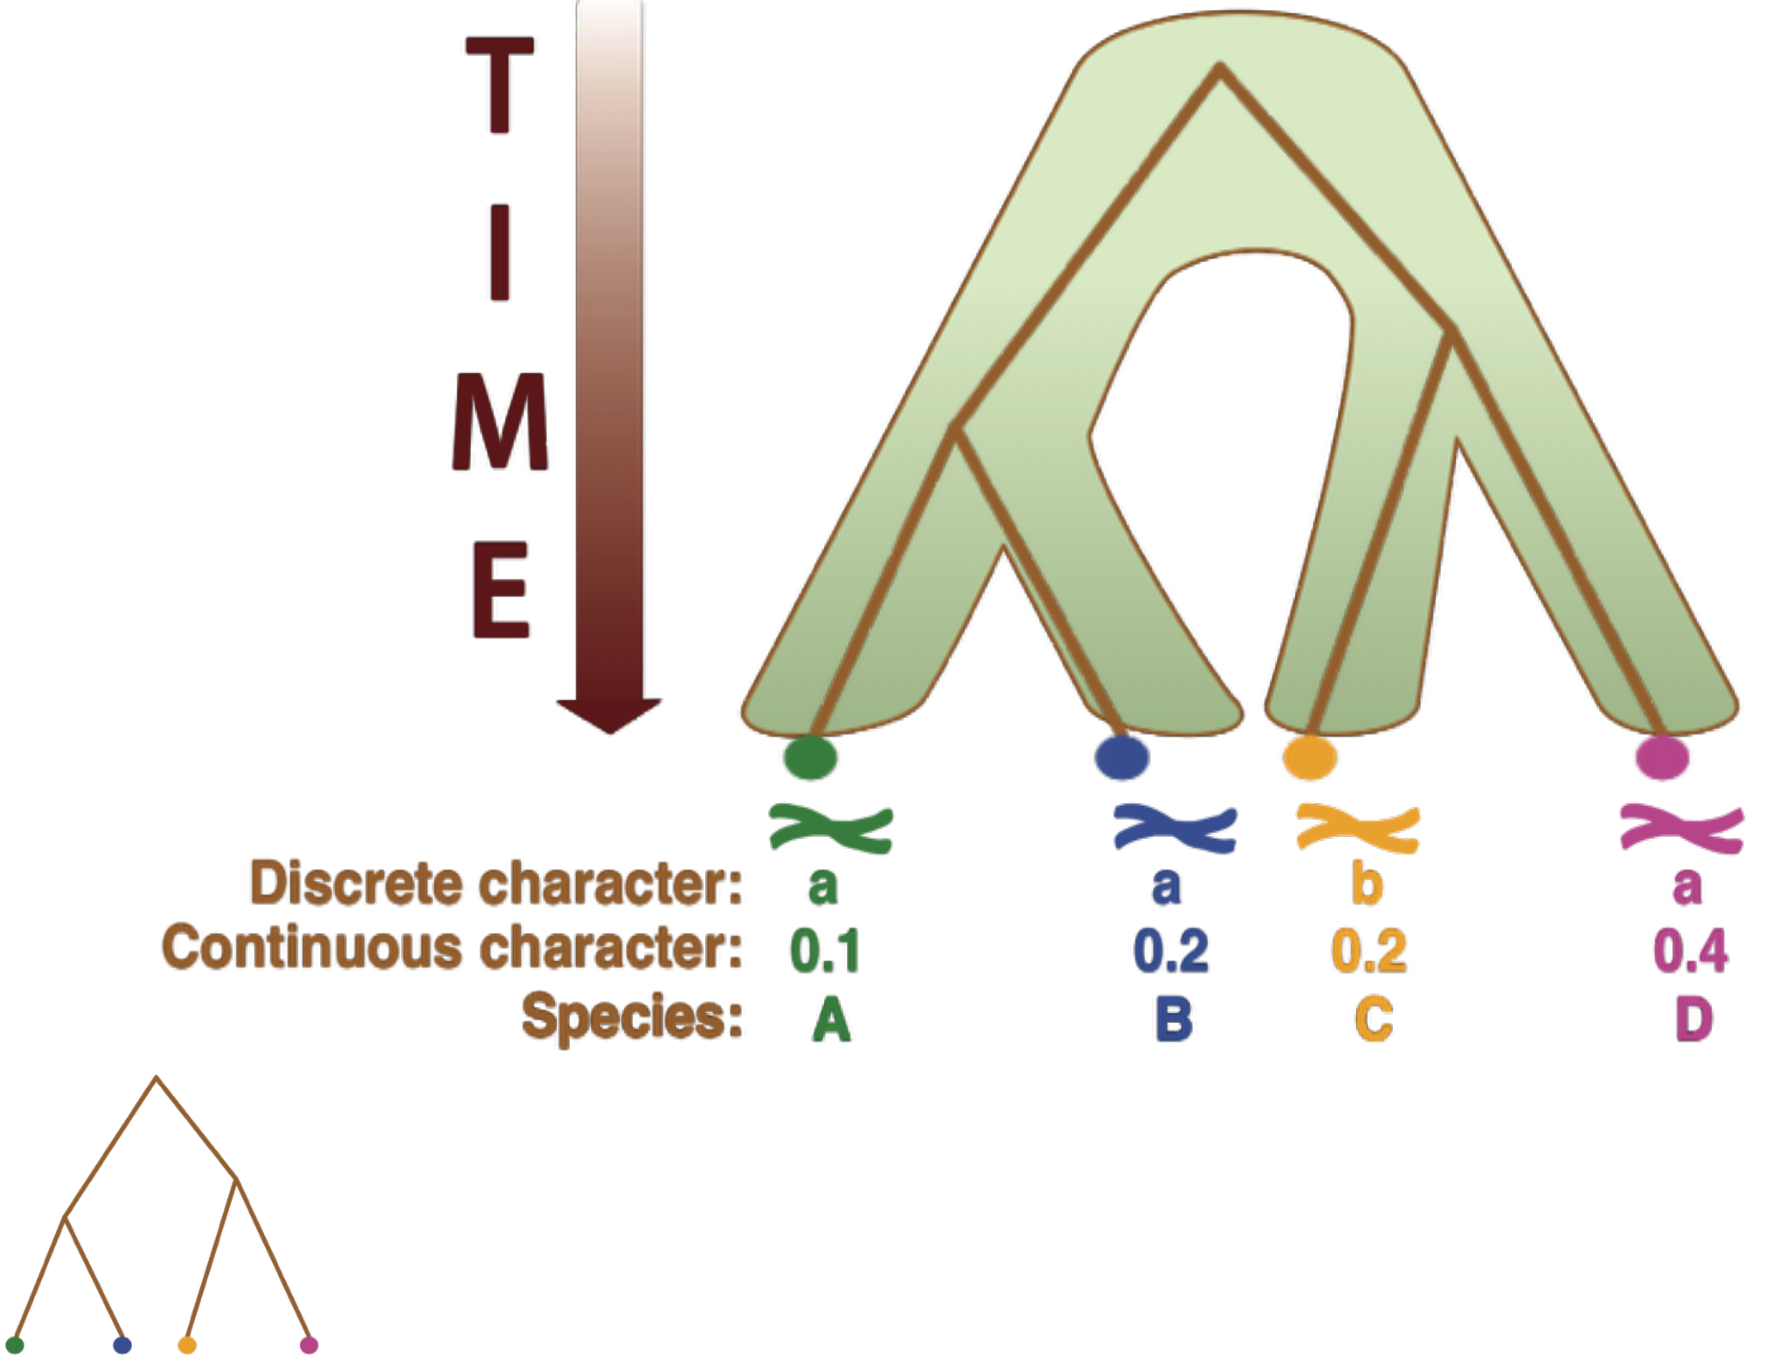 T
I
M
E
Discrete character: a a b a
Continuous character: 0.1 0.2 0.2 0.4
Species: A B C D